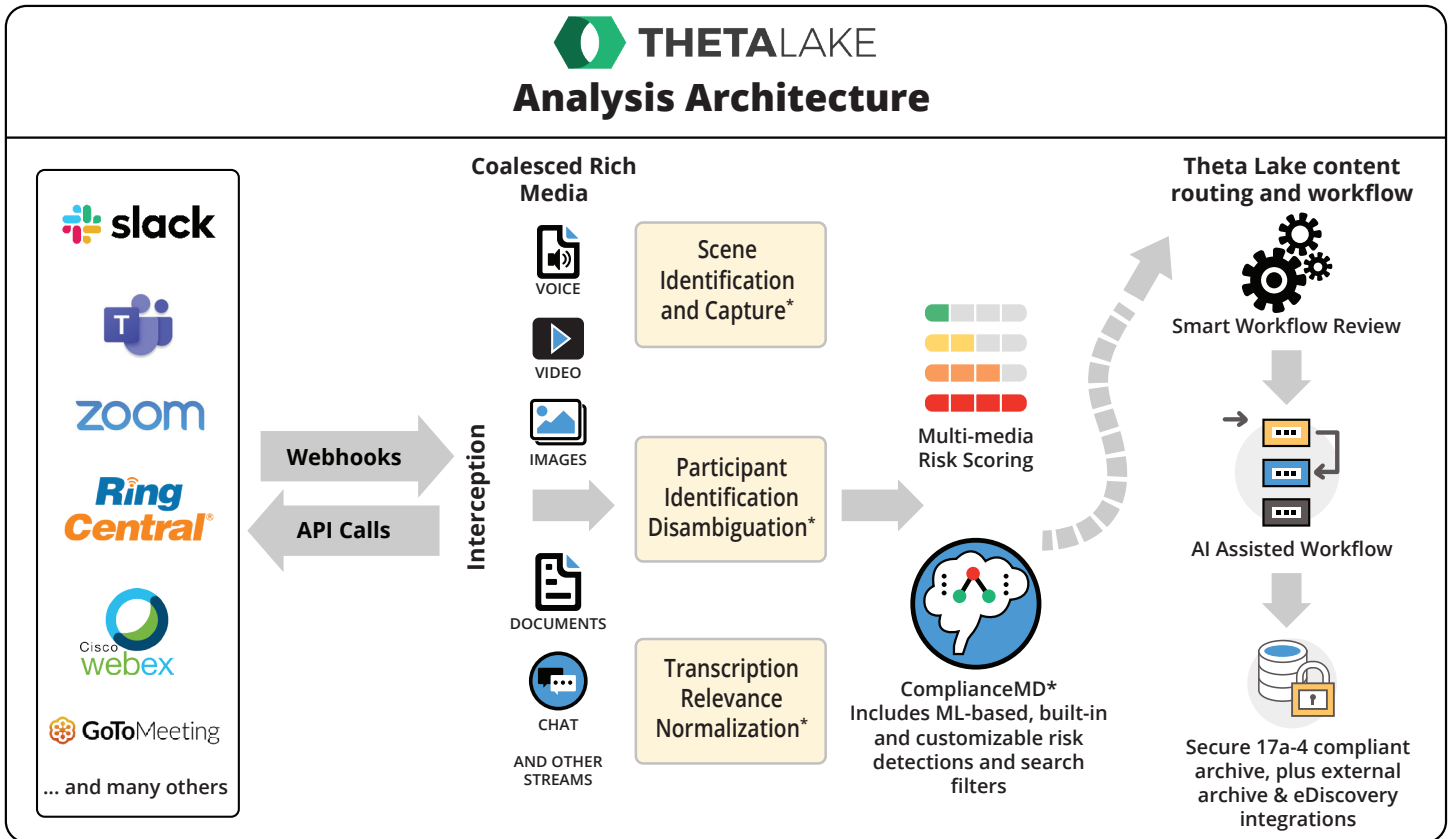 THETALAKE
Analysis Architecture
slack
T
zoom
Ring
Central®
Cisco
webex
GoToMeeting
... and many others
Webhooks
API Calls
Interception
Coalesced Rich
Media
VOICE
VIDEO
IMAGES
DOCUMENTS
CHAT
AND OTHER
STREAMS
Scene
Identification
and Capture*
Participant
Identification
Disambiguation*
Transcription
Relevance
Normalization*
Multi-media
Risk Scoring
ComplianceMD*
Includes ML-based, built-in
and customizable risk
detections and search
filters
Theta Lake content
routing and workflow
Smart Workflow Review
AI Assisted Workflow
Secure 17a-4 compliant
archive, plus external
archive & eDiscovery
integrations